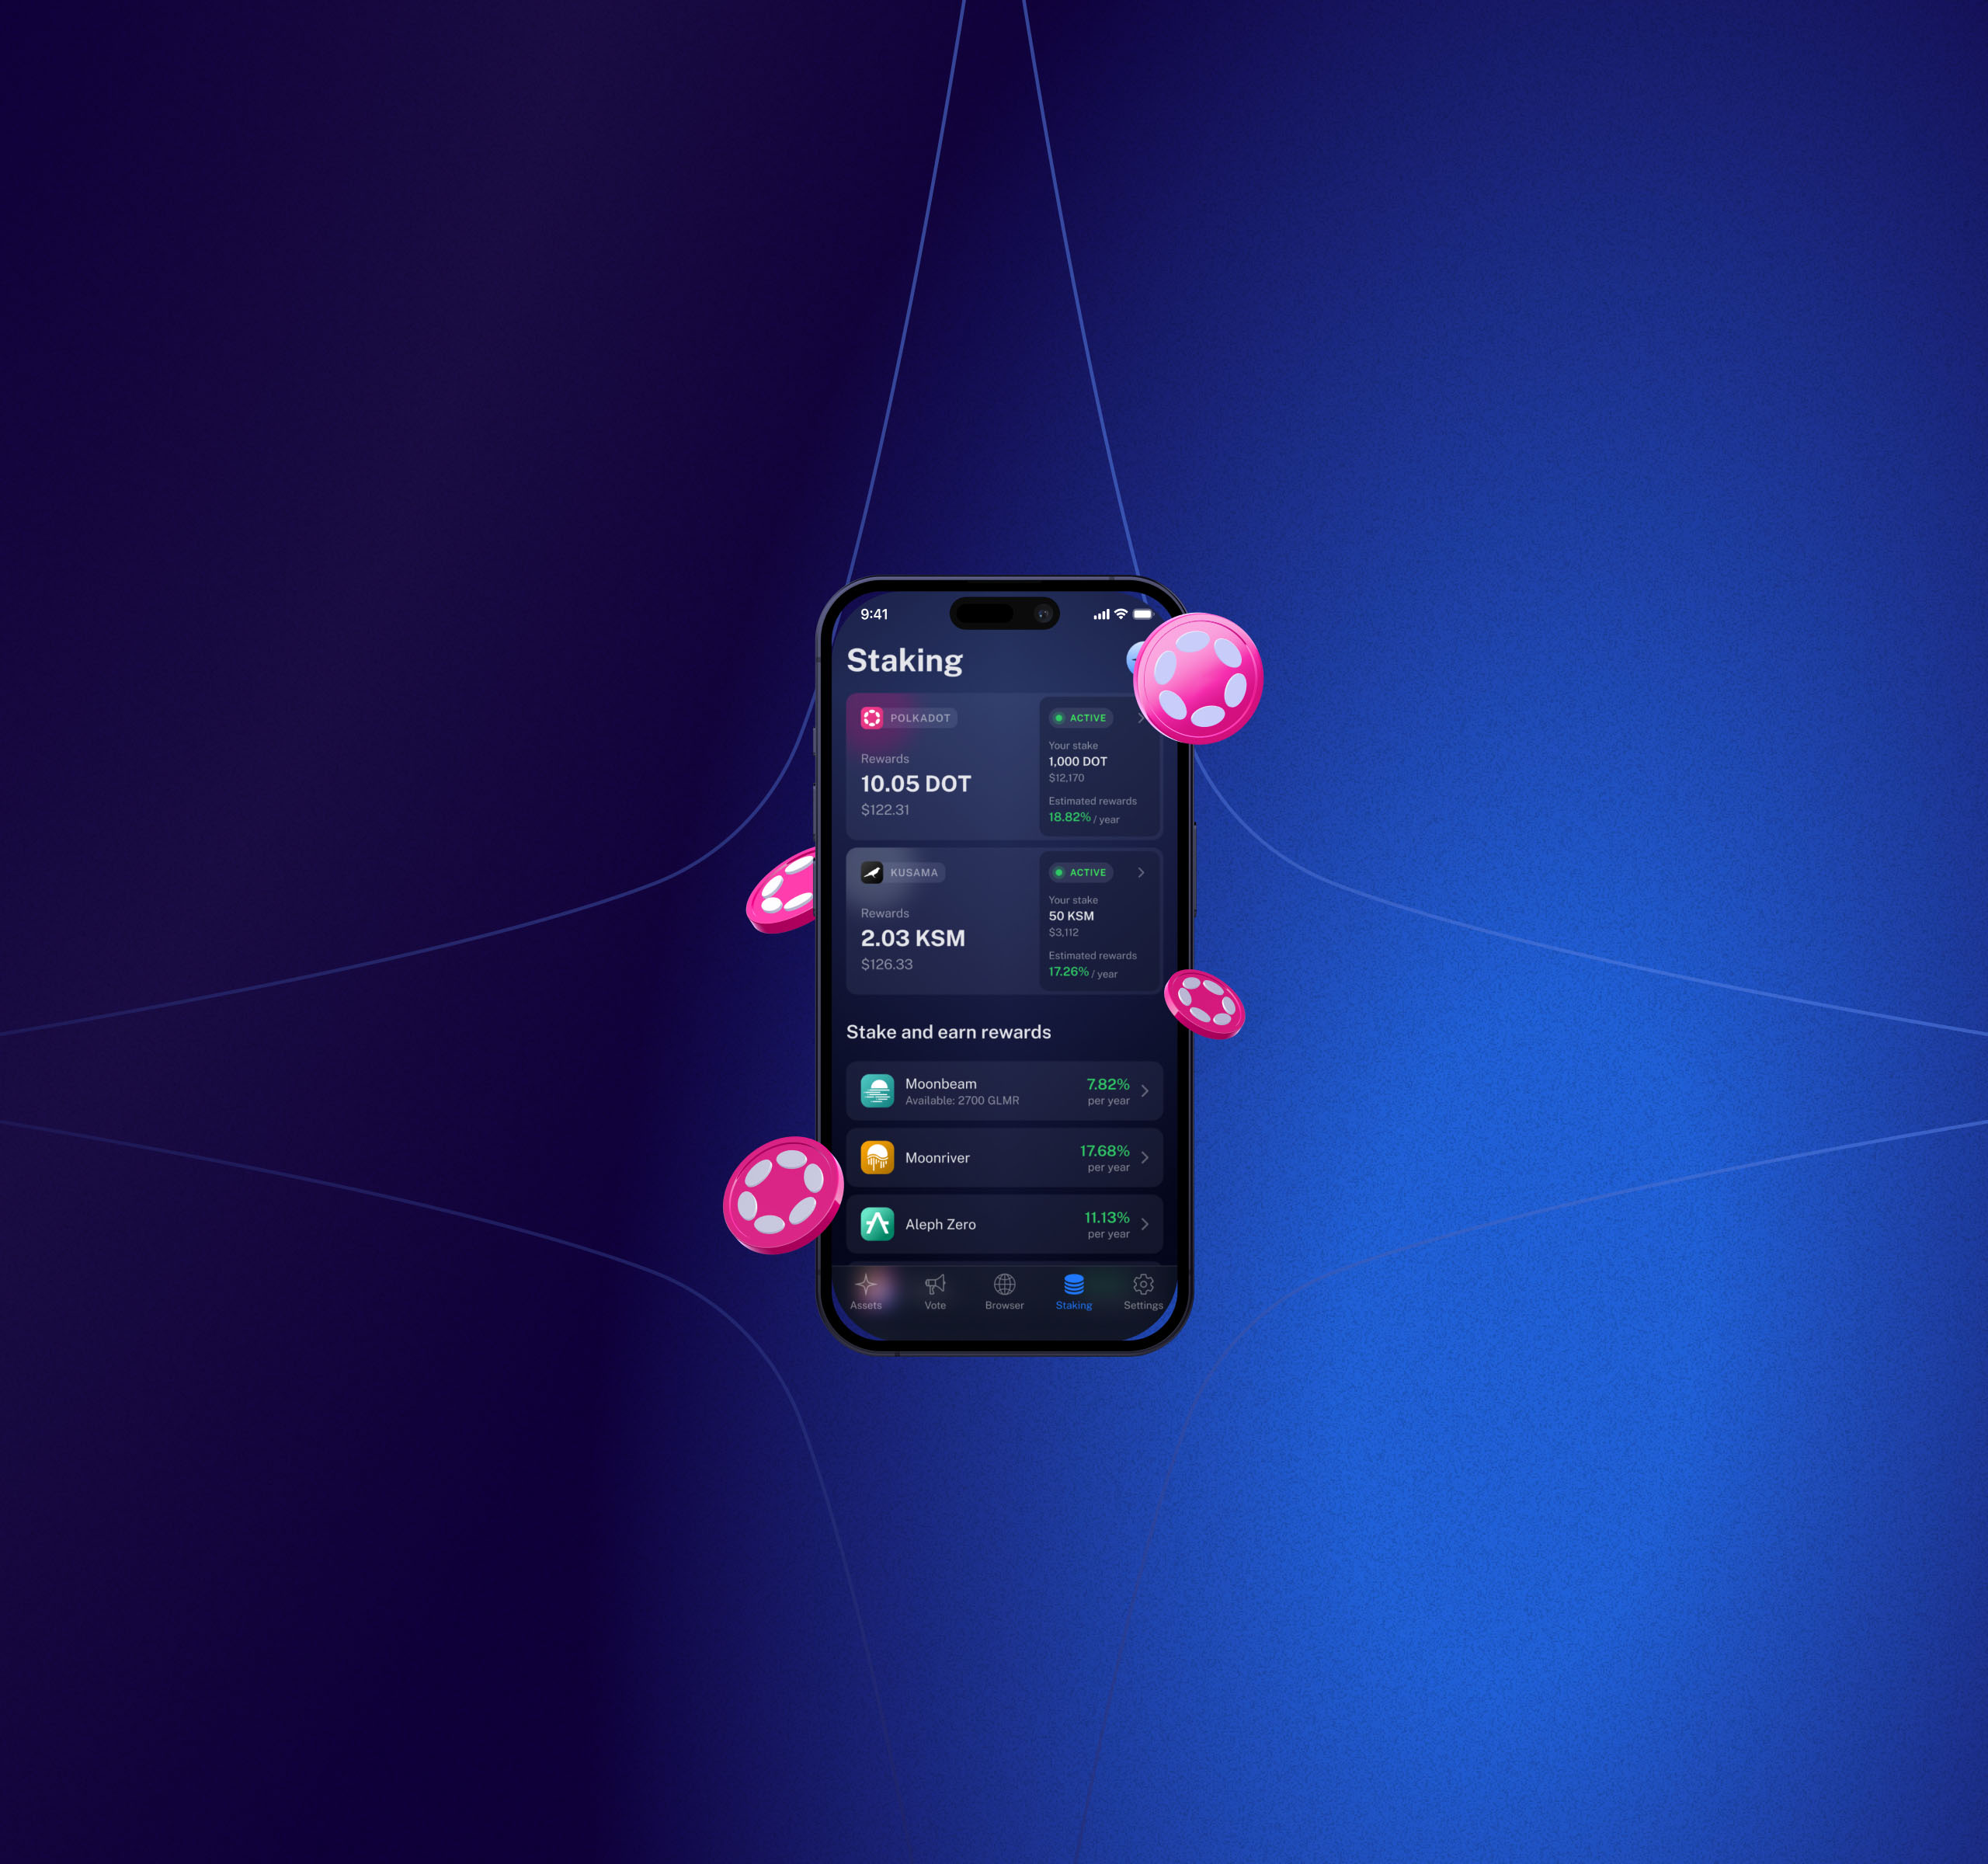 9:41
Staking
POLKADOT
Rewards
10.05 DOT
$122.31
ACTIVE
Your stake
1,000 DOT
$12,170
Estimated rewards
18.82% / year
KUSAMA
Rewards
2.03 KSM
$126.33
ACTIVE
Your stake
50 KSM
$3,112
Estimated rewards
17.26% / year
Stake and earn rewards
Moonbeam
Available: 2700 GLMR
7.82%
per year
Moonriver
17.68%
per year
Aleph Zero
11.13%
per year
Assets
Vote
Browser
Staking
Settings